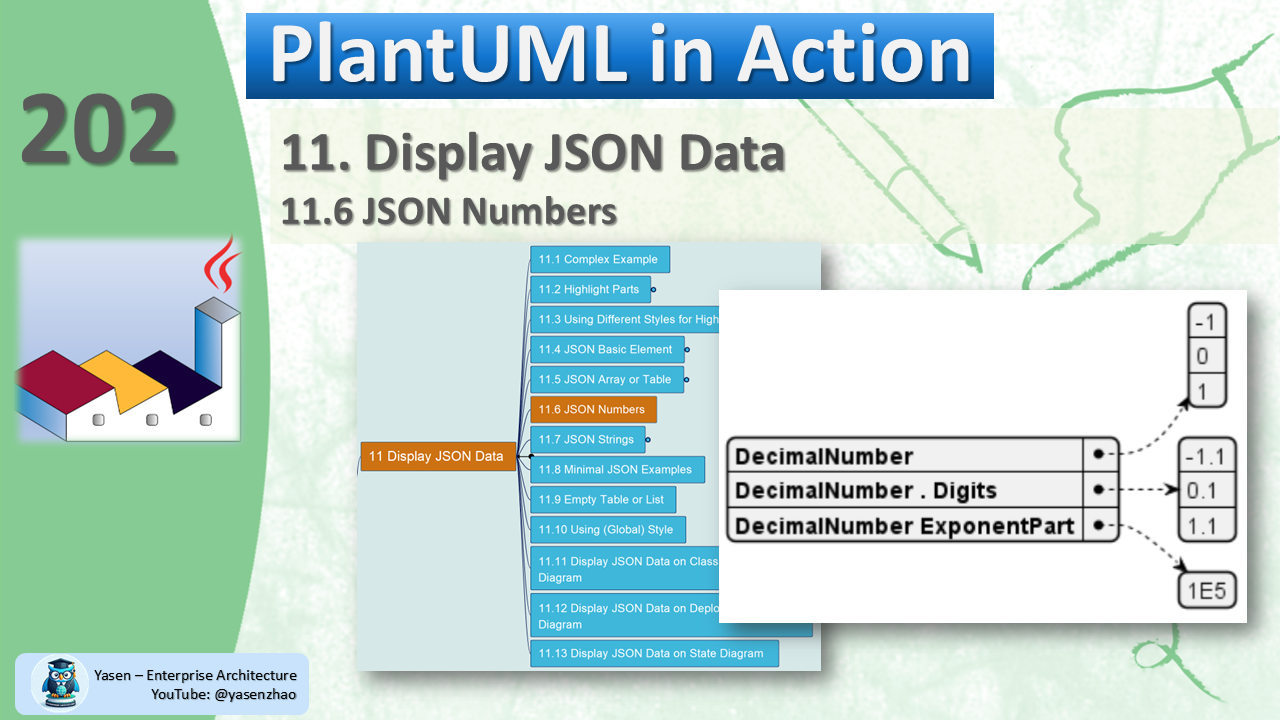 PlantUML in Action
202
11. Display JSON Data
11.6 JSON Numbers
11 Display JSON Data
11.1 Complex Example
11.2 Highlight Parts
11.3 Using Different Styles for High
11.4 JSON Basic Element
11.5 JSON Array or Table
11.6 JSON Numbers
11.7 JSON Strings
11.8 Minimal JSON Examples
11.9 Empty Table or List
11.10 Using (Global) Style
11.11 Display JSON Data on Class
Diagram
11.12 Display JSON Data on Deplo
Diagram
11.13 Display JSON Data on State Diagram
DecimalNumber
DecimalNumber . Digits
DecimalNumber ExponentPart
-1
0
1
-1.1
0.1
1.1
1E5
Yasen – Enterprise Architecture
YouTube: @yasenzhao